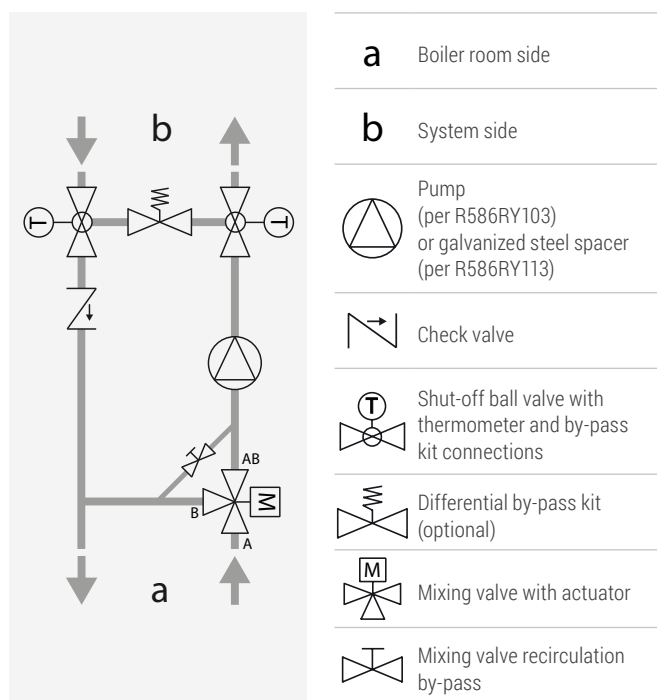 b
T
T
AB
M
B
A
a
a Boiler room side
b System side
Pump
(per R586RY103)
or galvanized steel spacer
(per R586RY113)
Check valve
T
Shut-off ball valve with
thermometer and by-pass
kit connections
Differential by-pass kit
(optional)
M
Mixing valve with actuator
Mixing valve recirculation
by-pass